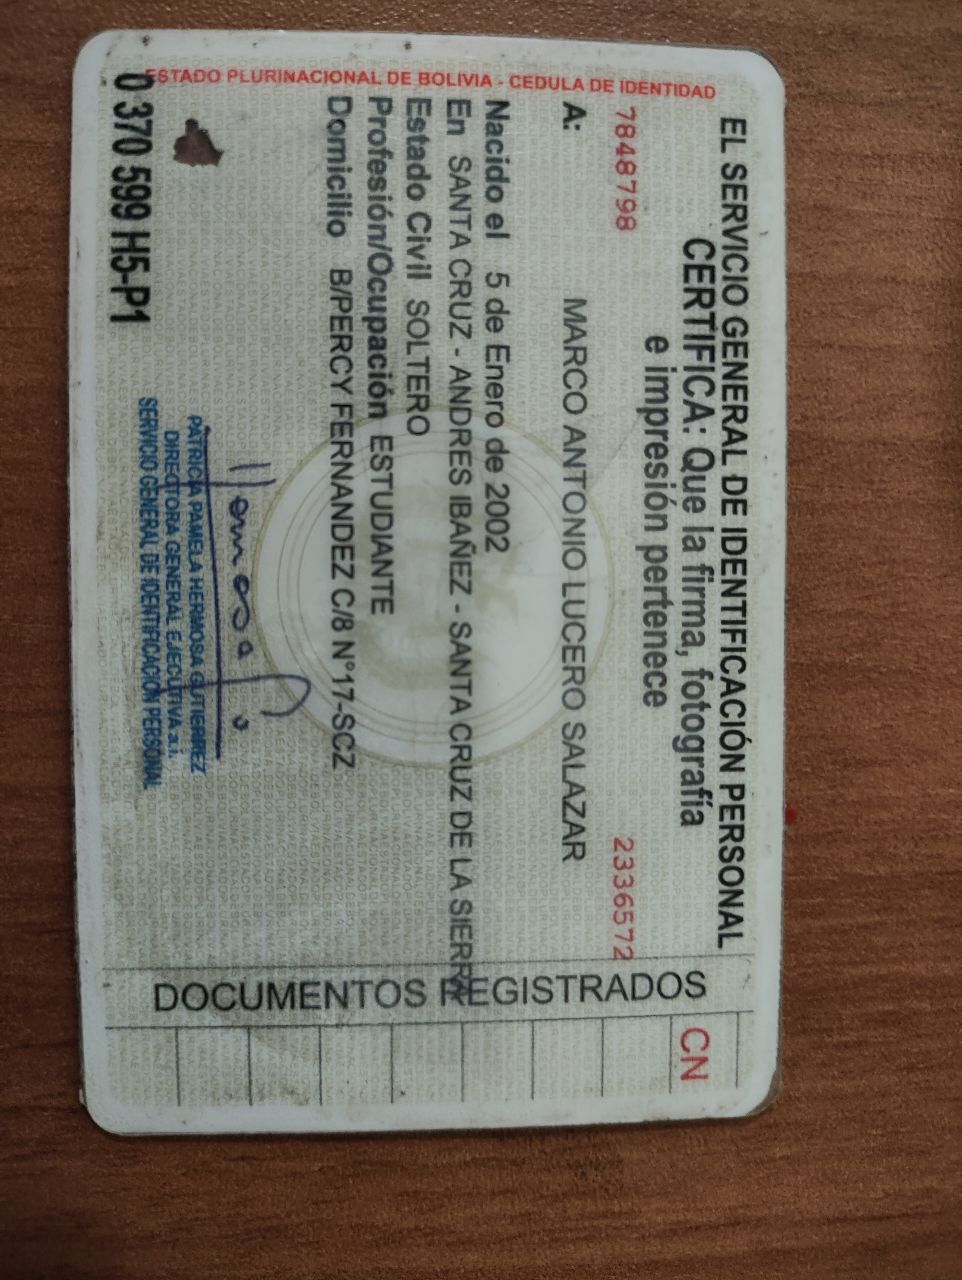 ESTADO PLURINACIONAL DE BOLIVIA - CEDULA DE IDENTIDAD
EL SERVICIO GENERAL DE IDENTIFICACIÓN PERSONAL
CERTIFICA: Que la firma, fotografía
e impresión pertenece
7848798 2336572
A: MARCO ANTONIO LUCERO SALAZAR
Nacido el 5 de Enero de 2002
En SANTA CRUZ - ANDRES IBAÑEZ - SANTA CRUZ DE LA SIERRA
Estado Civil SOLTERO
Profesión/Ocupación ESTUDIANTE
Domicilio B/PERCY FERNANDEZ C/8 N°17-SCZ
PATRICIA PAMELA HERMOSA GUTIERREZ
DIRECTORA GENERAL EJECUTIVA a.i.
SERVICIO GENERAL DE IDENTIFICACION PERSONAL
0 370 599 H5-P1
DOCUMENTOS REGISTRADOS
CN